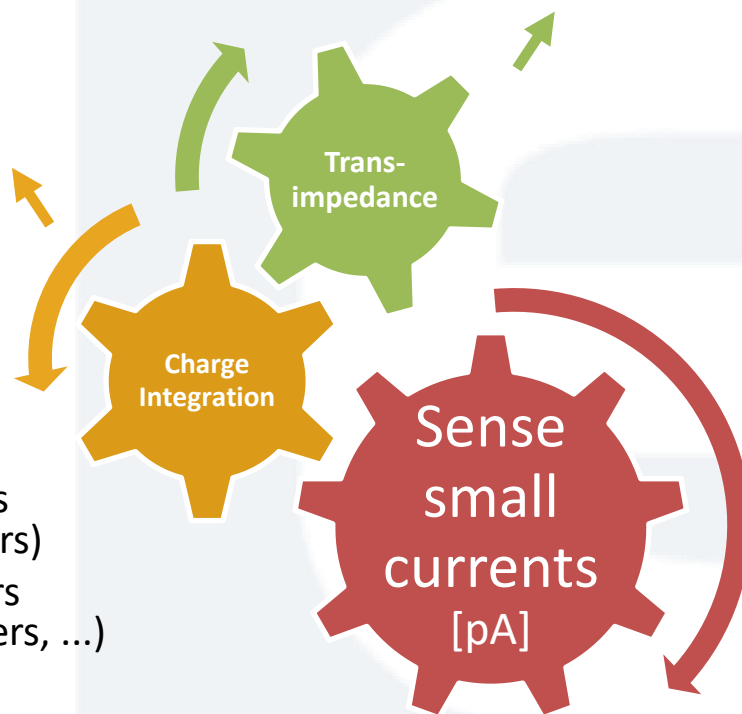 Trans-
impedance
Charge
Integration
Sense
small
currents
[pA]
s
rs)
rs
ers, ...)